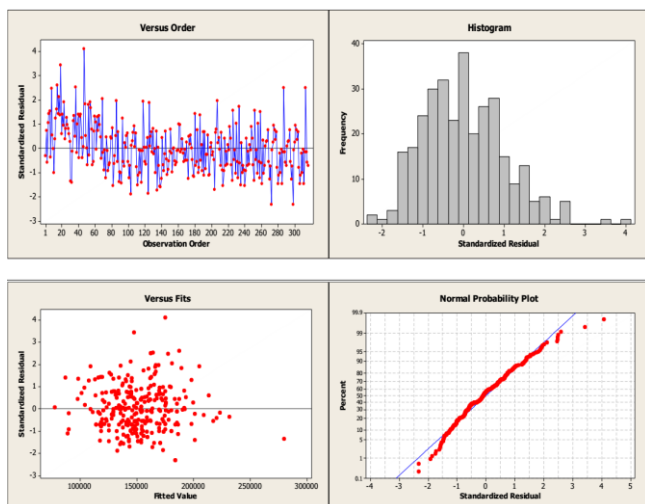 Versus Order
Standardized Residual
4
3
2
1
0
-1
-2
-3
1 20 40 60 80 100 120 140 160 180 200 220 240 260 280 300
Observation Order
Histogram
Frequency
40
30
20
10
0
-1 0 1 2 3 4
Standardized Residual
Versus Fits
Standardized Residual
4
3
2
1
0
-1
-2
-3
100000 150000 200000 250000 300000
Fitted Value
Normal Probability Plot
Percent
99.9
99
95
90
80
70
60
50
40
30
20
10
5
1
0.1
-4 -3 -2 -1 0 1 2 3 4 5
Standardized Residual